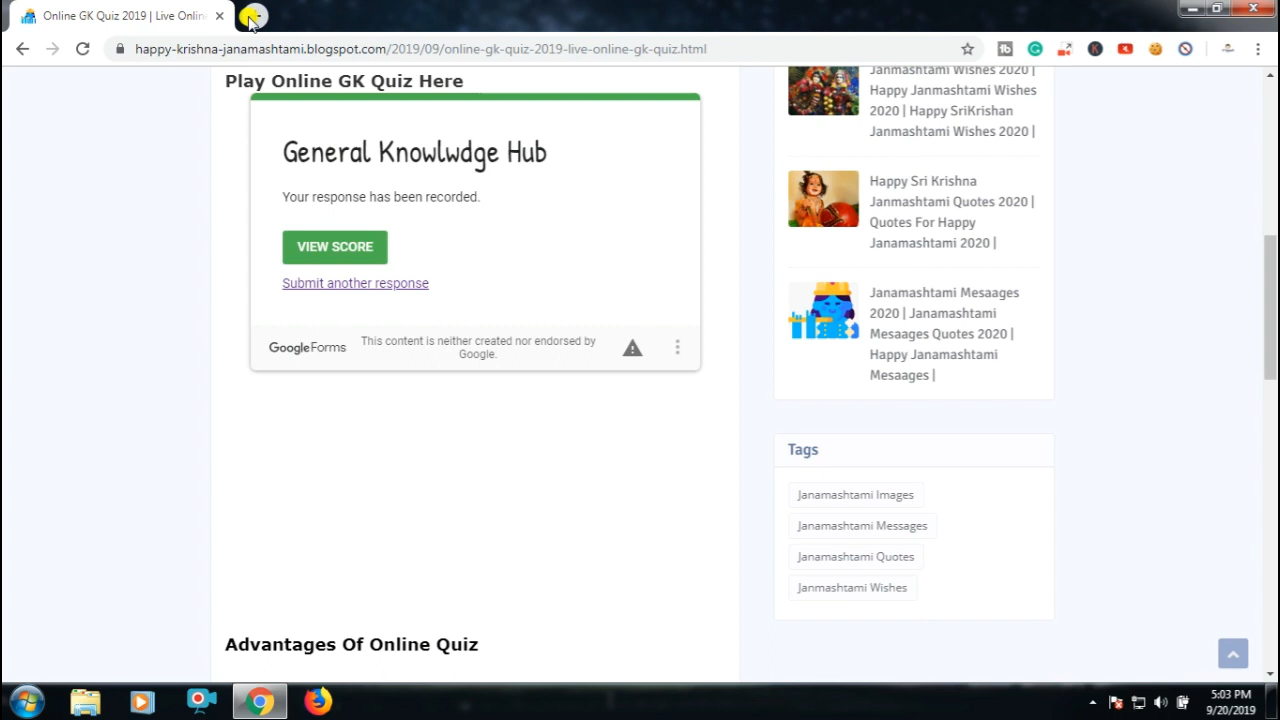 Online GK Quiz 2019 | Live Onlin
happy-krishna-janamashtami.blogspot.com/2019/09/online-gk-quiz-2019-live-online-gk-quiz.html
Play Online GK Quiz Here
General Knowlwdge Hub
Your response has been recorded.
VIEW SCORE
Submit another response
Google Forms
This content is neither created nor endorsed by
Google.
Janmashtami Wishes 2020 |
Happy Janmashtami Wishes
2020 | Happy SriKrishan
Janmashtami Wishes 2020 |
Happy Sri Krishna
Janmashtami Quotes 2020 |
Quotes For Happy
Janamashtami 2020 |
Janamashtami Mesaages
2020 | Janamashtami
Mesaages Quotes 2020 |
Happy Janamashtami
Mesaages |
Tags
Janamashtami Images
Janamashtami Messages
Janamashtami Quotes
Janmashtami Wishes
Advantages Of Online Quiz
5:03 PM
9/20/2019